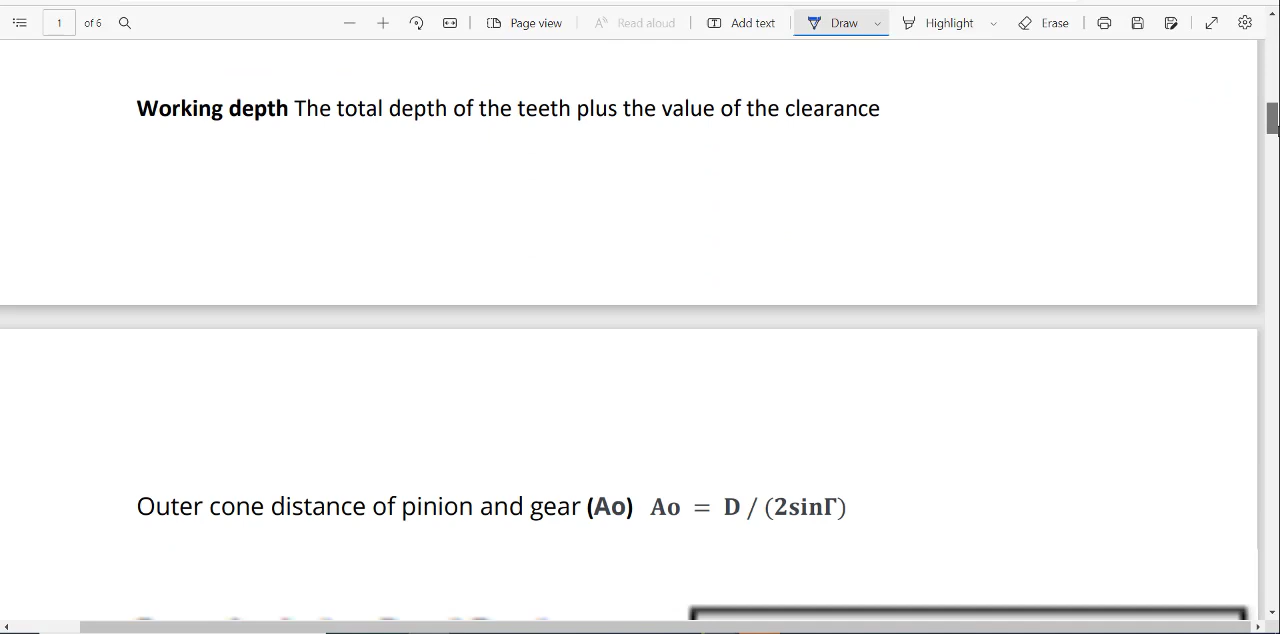 1 of 6 Page view Read aloud Add text Draw Highlight Erase
Working depth The total depth of the teeth plus the value of the clearance
Outer cone distance of pinion and gear (Ao) Ao = D / (2sinΓ)